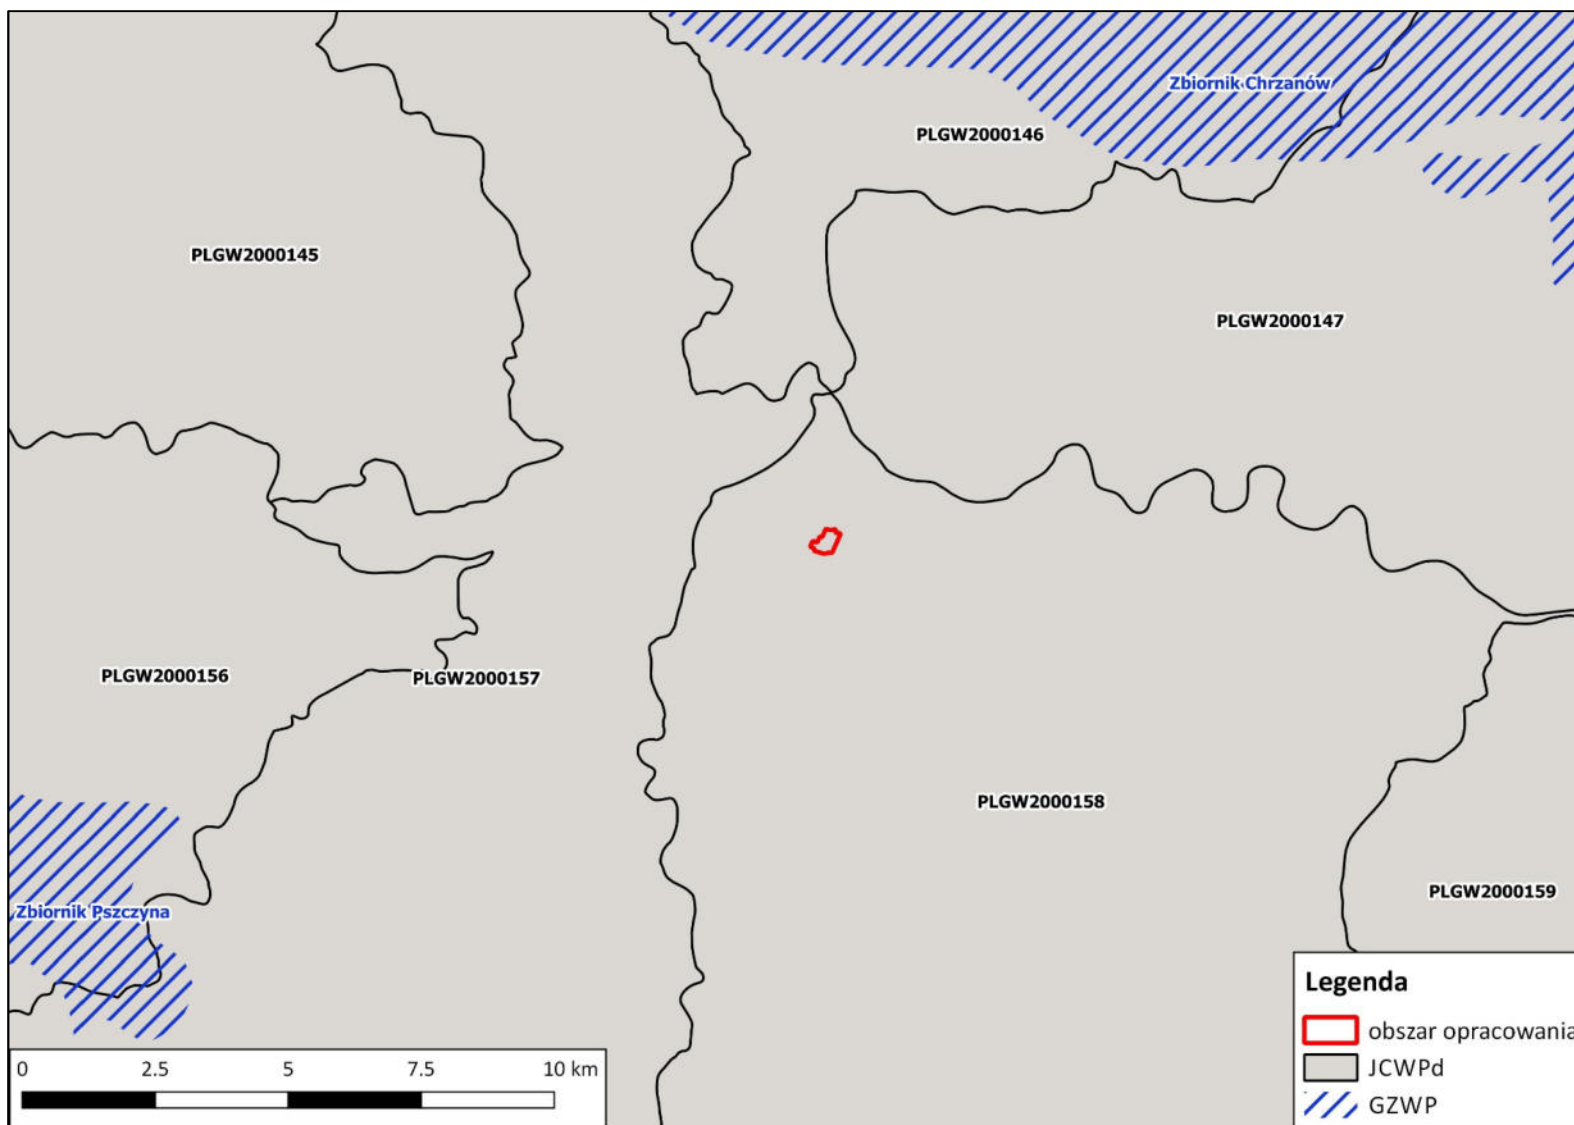 Zbiornik Chrzanów
PLGW2000146
PLGW2000145
PLGW2000147
PLGW2000156
PLGW2000157
PLGW2000158
PLGW2000159
Zbiornik Pszczyna
Legenda
obszar opracowania
JCWPd
GZWP
0 2.5 5 7.5 10 km